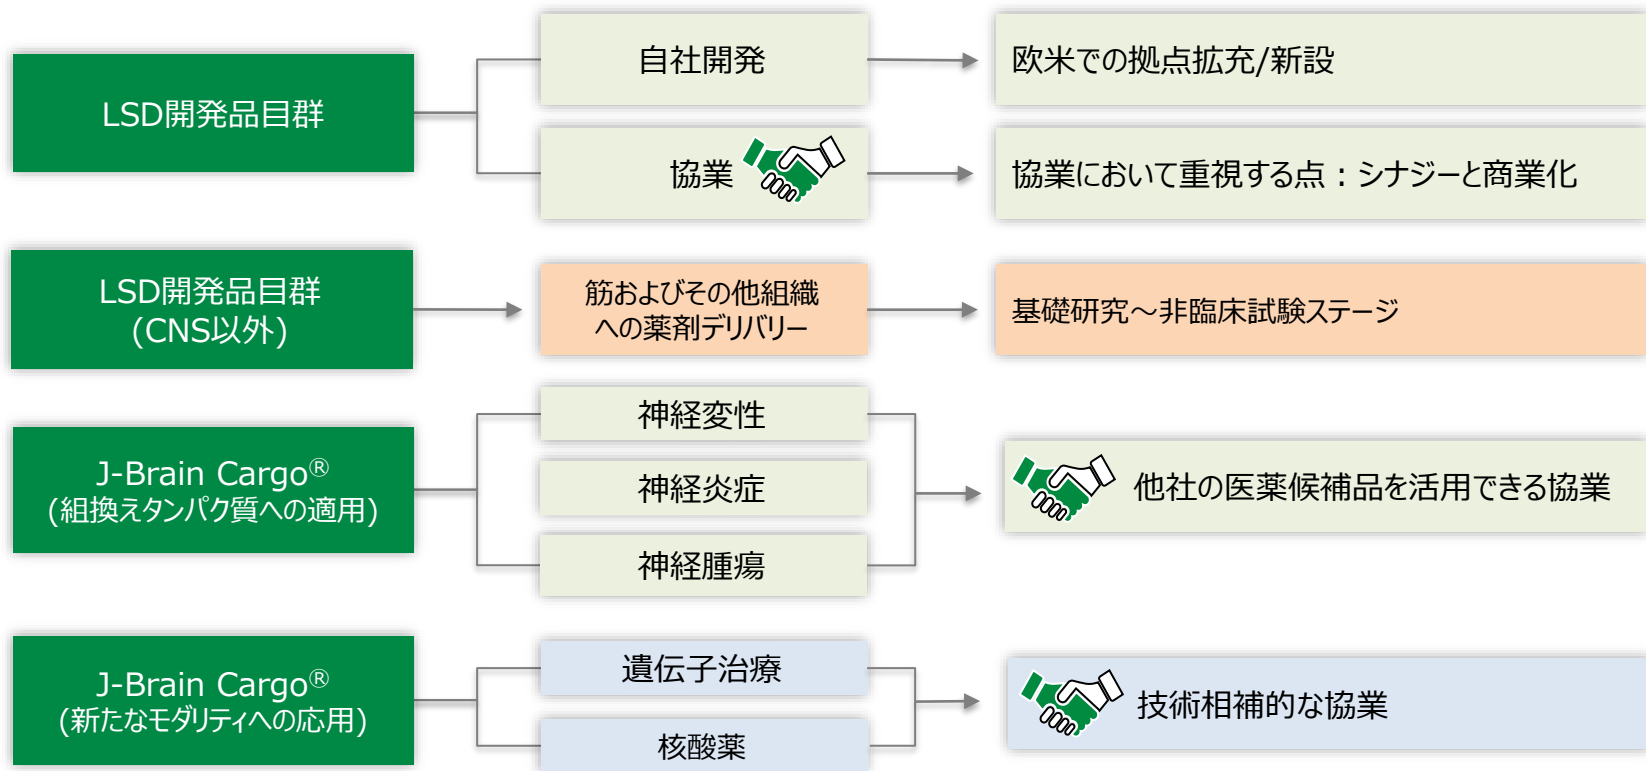 LSD開発品目群
自社開発
欧米での拠点拡充/新設
協業
協業において重視する点：シナジーと商業化
LSD開発品目群
(CNS以外)
筋およびその他組織
への薬剤デリバリー
基礎研究～非臨床試験ステージ
J-Brain Cargo®
(組換えタンパク質への適用)
神経変性
神経炎症
神経腫瘍
他社の医薬候補品を活用できる協業
J-Brain Cargo®
(新たなモダリティへの応用)
遺伝子治療
核酸薬
技術相補的な協業